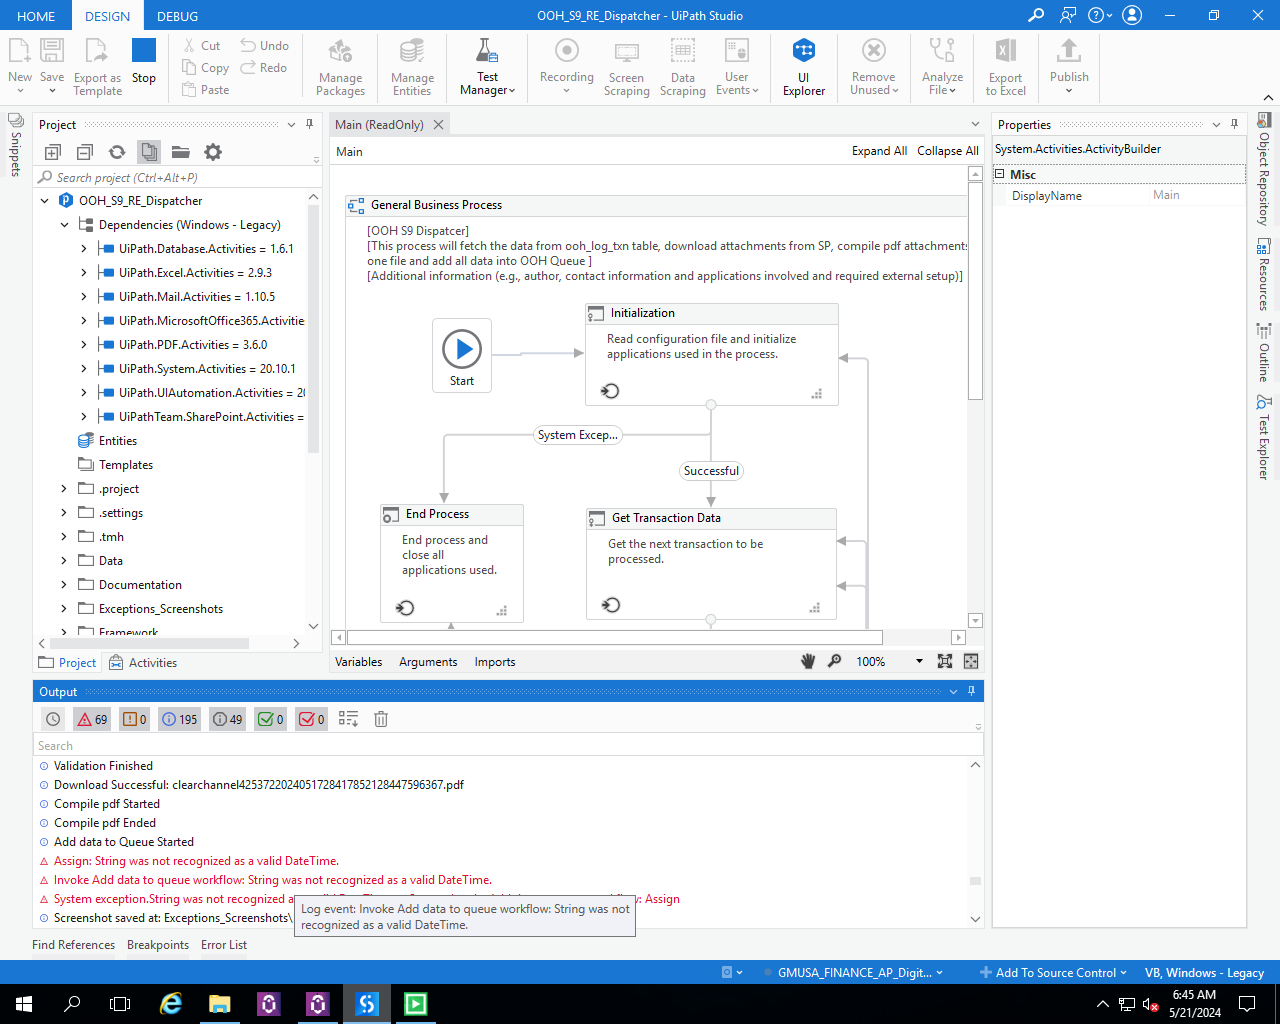 HOME DESIGN DEBUG OOH_S9_RE_Dispatcher - UiPath Studio
New Save Export as Template Stop Cut Copy Paste Undo Redo Manage Packages Manage Entities Test Manager Recording Screen Scraping Data Scraping User Events UI Explorer Remove Unused Analyze File Export to Excel Publish
Snippets
Project
Search project (Ctrl+Alt+P)
OOH_S9_RE_Dispatcher
Dependencies (Windows - Legacy)
UiPath.Database.Activities = 1.6.1
UiPath.Excel.Activities = 2.9.3
UiPath.Mail.Activities = 1.10.5
UiPath.MicrosoftOffice365.Activitie
UiPath.PDF.Activities = 3.6.0
UiPath.System.Activities = 20.10.1
UiPath.UIAutomation.Activities = 20
UiPathTeam.SharePoint.Activities =
Entities
Templates
.project
.settings
.tmh
Data
Documentation
Exceptions_Screenshots
Framework
Project Activities
Main (ReadOnly)
Main Expand All Collapse All
General Business Process
[OOH S9 Dispatcer]
[This process will fetch the data from ooh_log_txn table, download attachments from SP, compile pdf attachments
one file and add all data into OOH Queue ]
[Additional information (e.g., author, contact information and applications involved and required external setup)]
Start
Initialization
Read configuration file and initialize
applications used in the process.
System Excep...
Successful
End Process
End process and
close all
applications used.
Get Transaction Data
Get the next transaction to be
processed.
Variables Arguments Imports 100%
Properties
System.Activities.ActivityBuilder
Misc
DisplayName Main
Object Repository
Resources
Outline
Test Explorer
Output
69 0 195 49 0 0
Search
Validation Finished
Download Successful: clearchannel42537220240517284178521284475963​67.pdf
Compile pdf Started
Compile pdf Ended
Add data to Queue Started
Assign: String was not recognized as a valid DateTime.
Invoke Add data to queue workflow: String was not recognized as a valid DateTime.
System exception.String was not recognized a : Assign
Screenshot saved at: Exceptions_Screenshots\
Log event: Invoke Add data to queue workflow: String was not
recognized as a valid DateTime.
Find References Breakpoints Error List
GMUSA_FINANCE_AP_Digit... Add To Source Control VB, Windows - Legacy
6:45 AM
5/21/2024